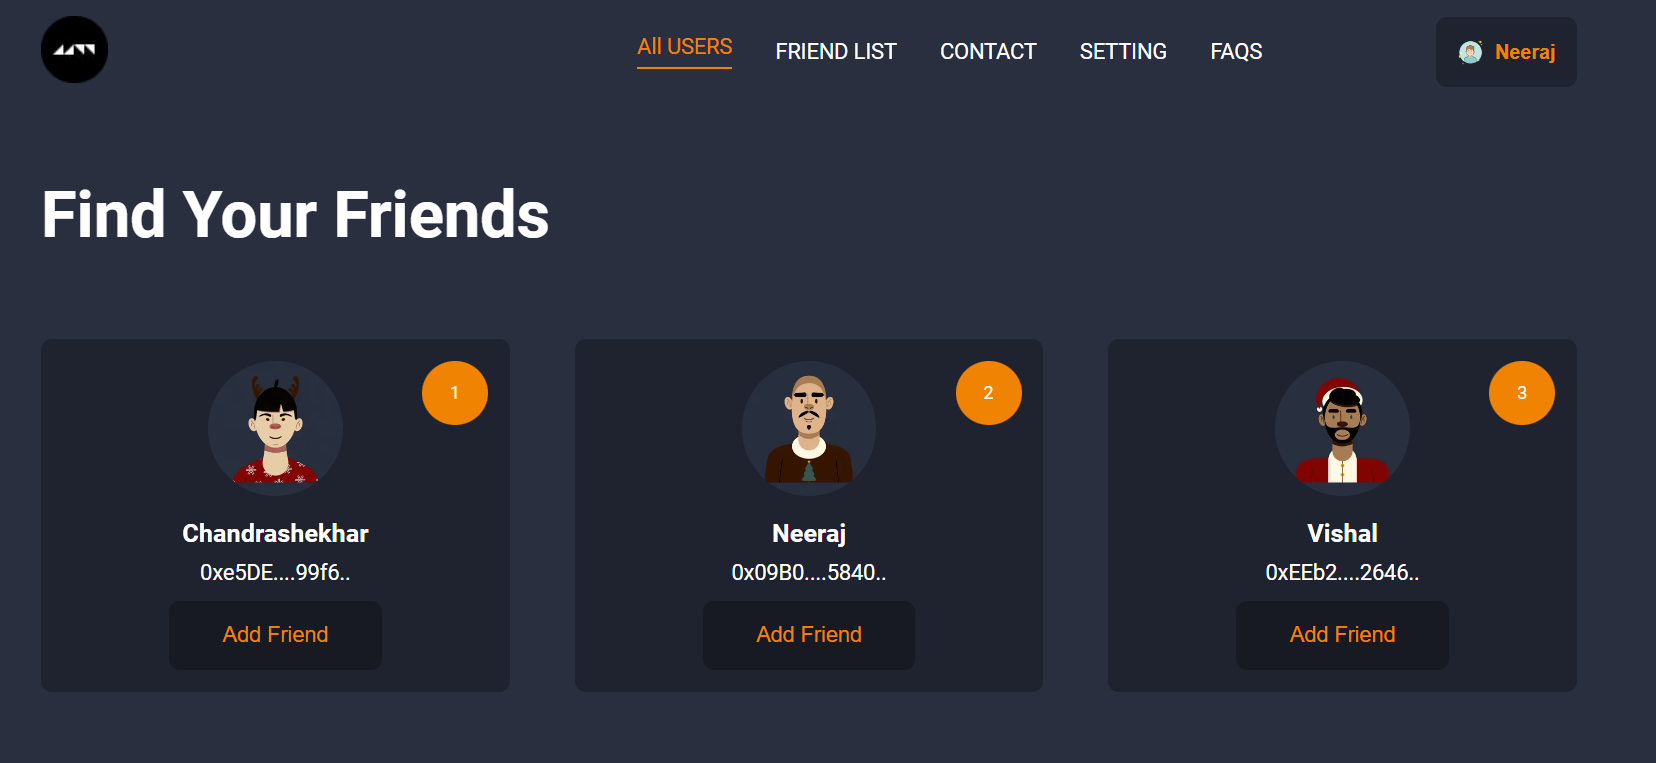 All USERS
FRIEND LIST
CONTACT
SETTING
FAQS
Neeraj
Find Your Friends
1
Chandrashekhar
0xe5DE....99f6..
Add Friend
2
Neeraj
0x09B0....5840..
Add Friend
3
Vishal
0xEEb2....2646..
Add Friend